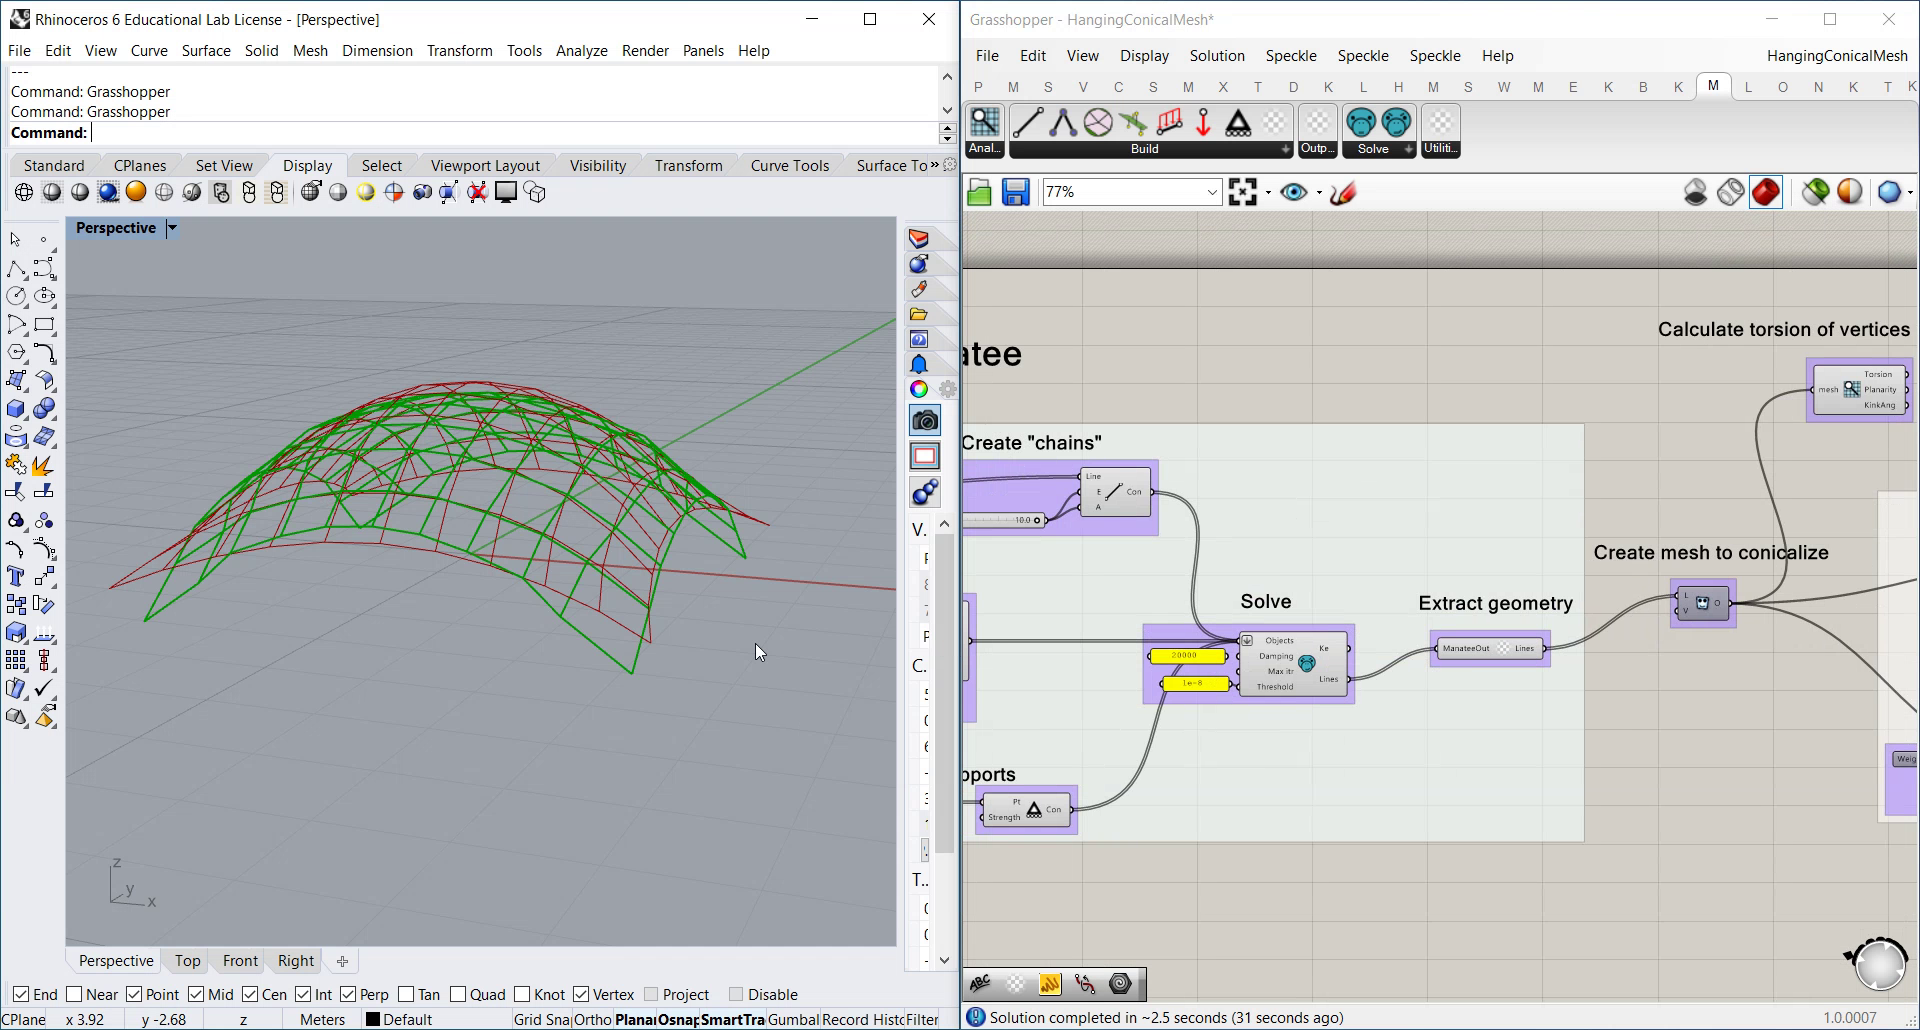 Rhinoceros 6 Educational Lab License - [Perspective]
File Edit View Curve Surface Solid Mesh Dimension Transform Tools Analyze Render Panels Help
---
Command: Grasshopper
Command: Grasshopper
Command:
Standard CPlanes Set View Display Select Viewport Layout Visibility Transform Curve Tools Surface To »
Perspective
V.
C.
T..
z
y
x
Perspective Top Front Right
End Near Point Mid Cen Int Perp Tan Quad Knot Vertex Project Disable
CPlane x 3.92 y -2.68 z Meters Default Grid Sna Ortho Planar Osnap SmartTra Gumbal Record Histo Filter
Grasshopper - HangingConicalMesh*
File Edit View Display Solution Speckle Speckle Speckle Help HangingConicalMesh
P M S V C S M X T D K L H M S W M E K B K M L O N K T K
Anal... Build Outp... Solve Utiliti...
77%
atee
Calculate torsion of vertices
mesh Torsion Planarity KinkAng
Create "chains"
Line E A Con
10.0
Create mesh to conicalize
L V O
Solve
Extract geometry
Objects Damping Max itr Threshold Ke Lines
20000
1e-8
ManateeOut Lines
pports
Pt Strength Con
Weig
ABC
Solution completed in ~2.5 seconds (31 seconds ago) 1.0.0007